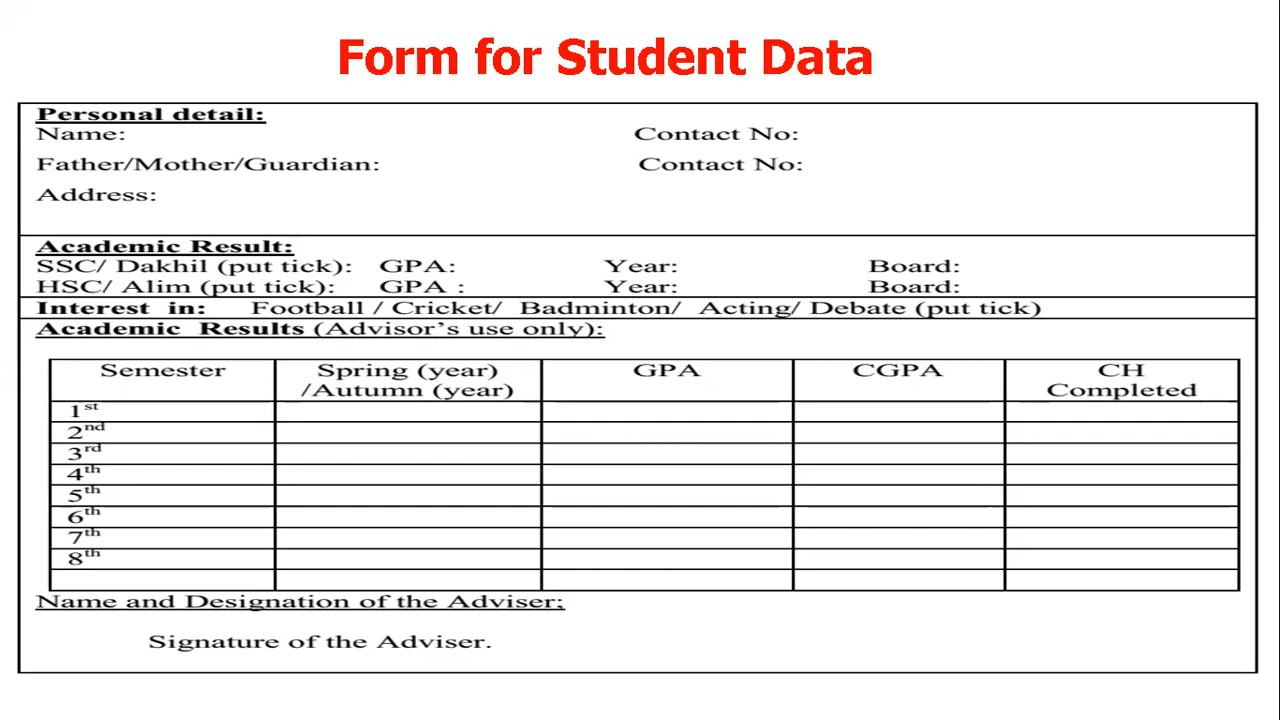 Form for Student Data
Personal detail:
Name: Contact No:
Father/Mother/Guardian: Contact No:
Address:
Academic Result:
SSC/ Dakhil (put tick): GPA: Year: Board:
HSC/ Alim (put tick): GPA : Year: Board:
Interest in: Football / Cricket/ Badminton/ Acting/ Debate (put tick)
Academic Results (Advisor's use only):
Semester Spring (year) GPA CGPA CH
/Autumn (year) Completed
1st
2nd
3rd
4th
5th
6th
7th
8th
Name and Designation of the Adviser;
Signature of the Adviser.